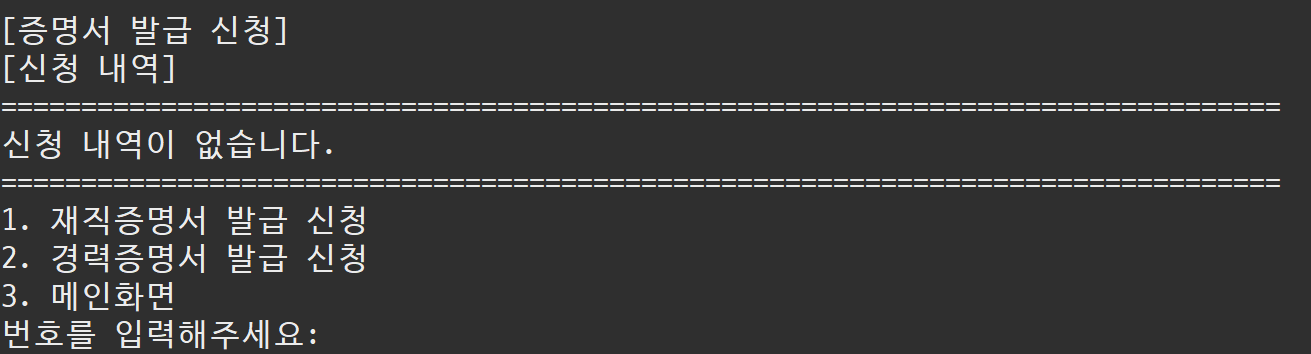 [증명서 발급 신청]
[신청 내역]
================================================================================
신청 내역이 없습니다.
================================================================================
1. 재직증명서 발급 신청
2. 경력증명서 발급 신청
3. 메인화면
번호를 입력해주세요: